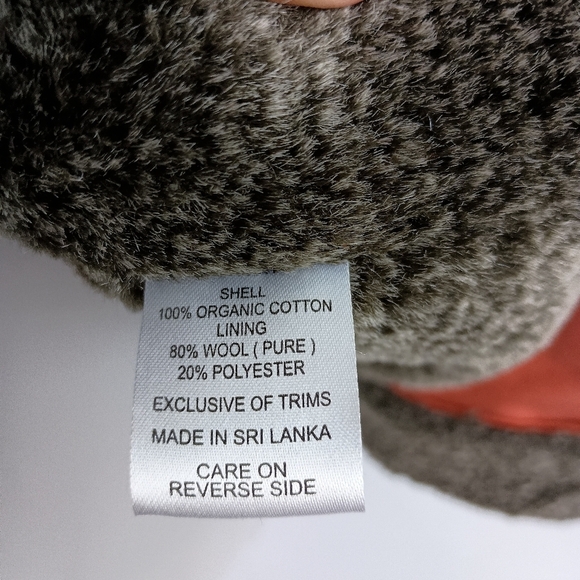 SHELL
100% ORGANIC COTTON
LINING
80% WOOL ( PURE )
20% POLYESTER
EXCLUSIVE OF TRIMS
MADE IN SRI LANKA
CARE ON
REVERSE SIDE